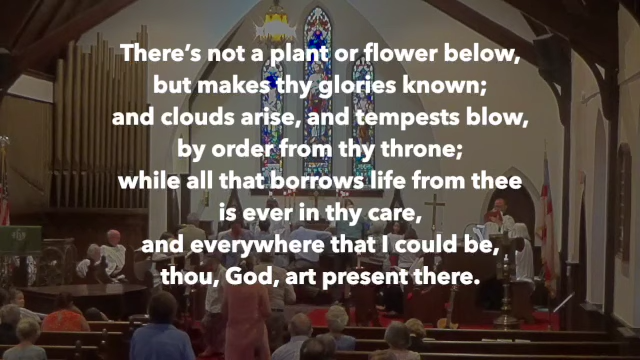 There's not a plant or flower below,
but makes thy glories known;
and clouds arise, and tempests blow,
by order from thy throne;
while all that borrows life from thee
is ever in thy care,
and everywhere that I could be,
thou, God, art present there.